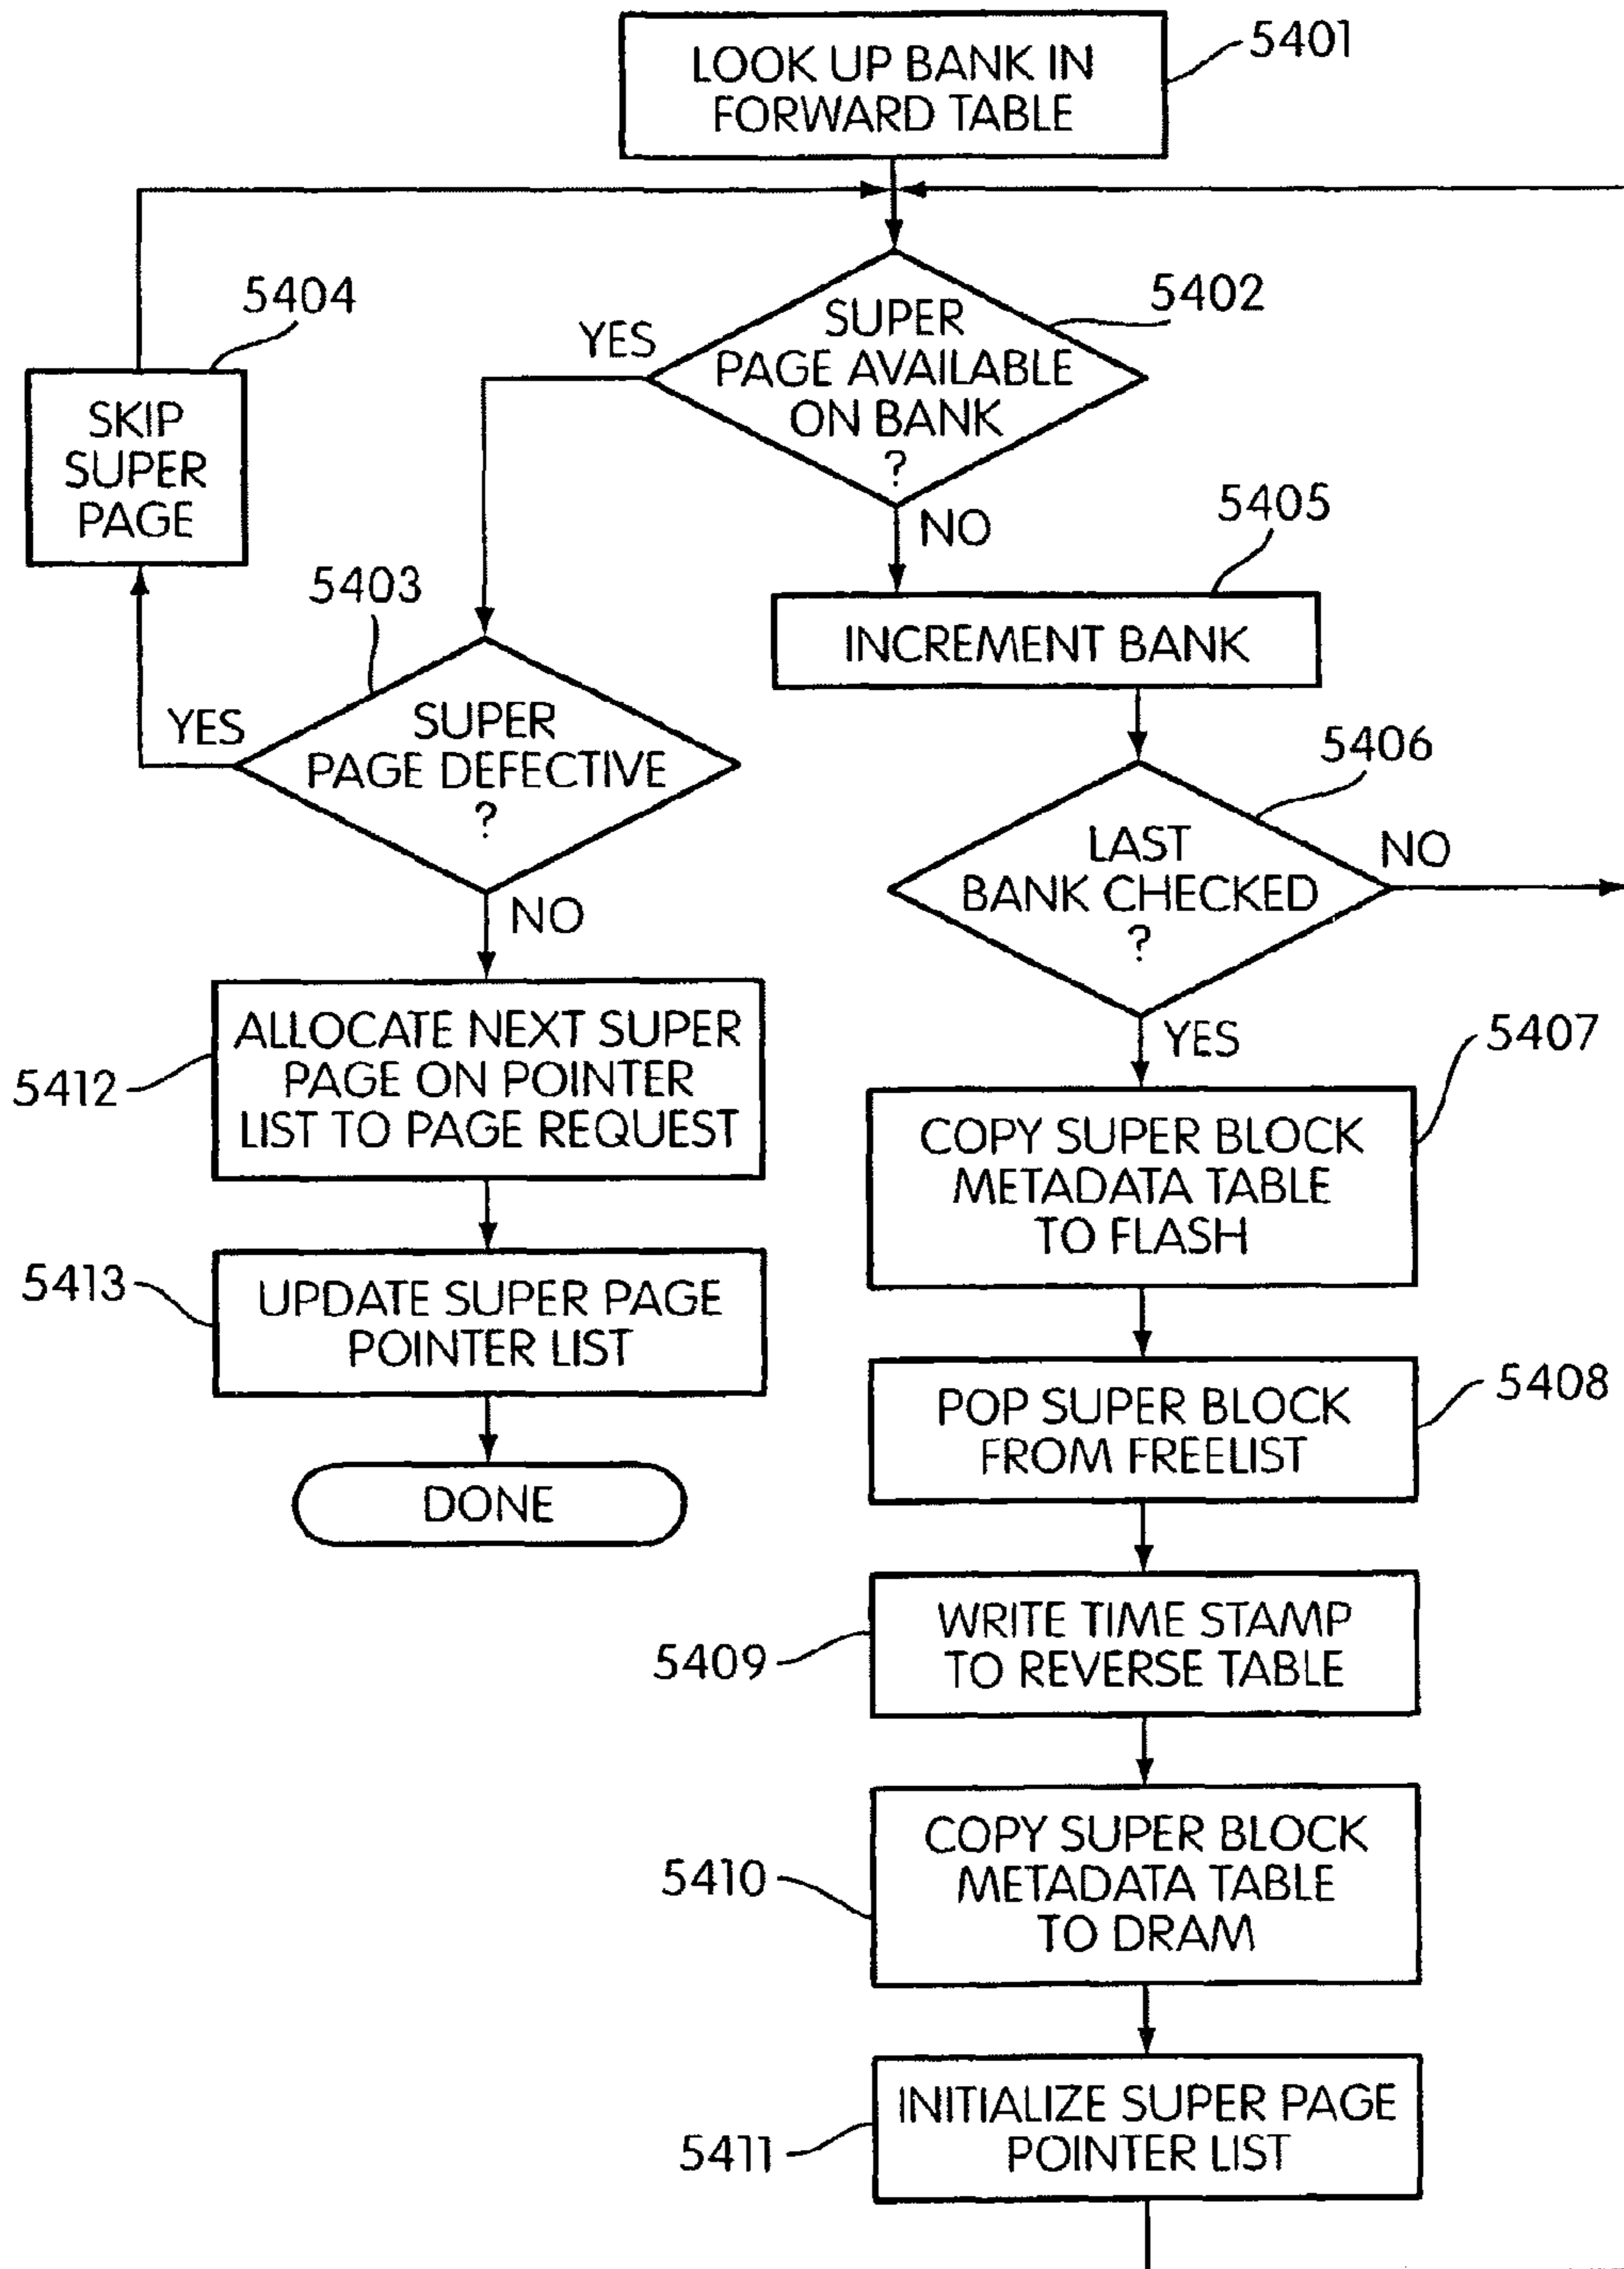 LOOK UP BANK IN
FORWARD TABLE
5401
SUPER
PAGE AVAILABLE
ON BANK
?
5402
YES
NO
5404
SKIP
SUPER
PAGE
5405
INCREMENT BANK
5403
YES
SUPER
PAGE DEFECTIVE
?
NO
5406
LAST
BANK CHECKED
?
NO
YES
ALLOCATE NEXT SUPER
PAGE ON POINTER
LIST TO PAGE REQUEST
5412
5407
COPY SUPER BLOCK
METADATA TABLE
TO FLASH
5413
UPDATE SUPER PAGE
POINTER LIST
DONE
5408
POP SUPER BLOCK
FROM FREELIST
5409
WRITE TIME STAMP
TO REVERSE TABLE
5410
COPY SUPER BLOCK
METADATA TABLE
TO DRAM
5411
INITIALIZE SUPER PAGE
POINTER LIST